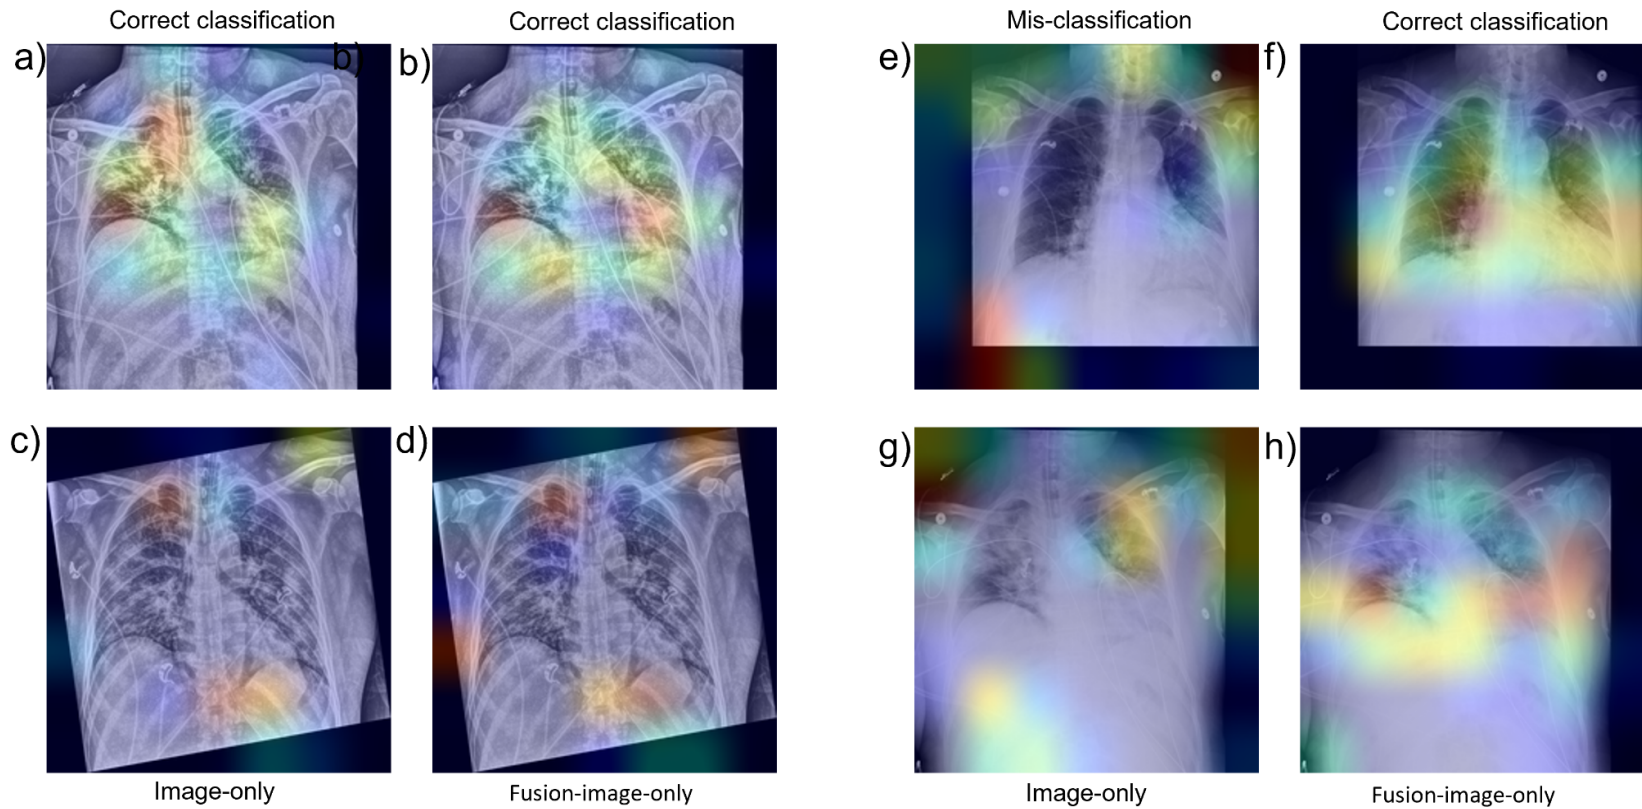 Correct classification
Correct classification
Mis-classification
Correct classification
a)
b)
b)
e)
f)
c)
d)
g)
h)
Image-only
Fusion-image-only
Image-only
Fusion-image-only